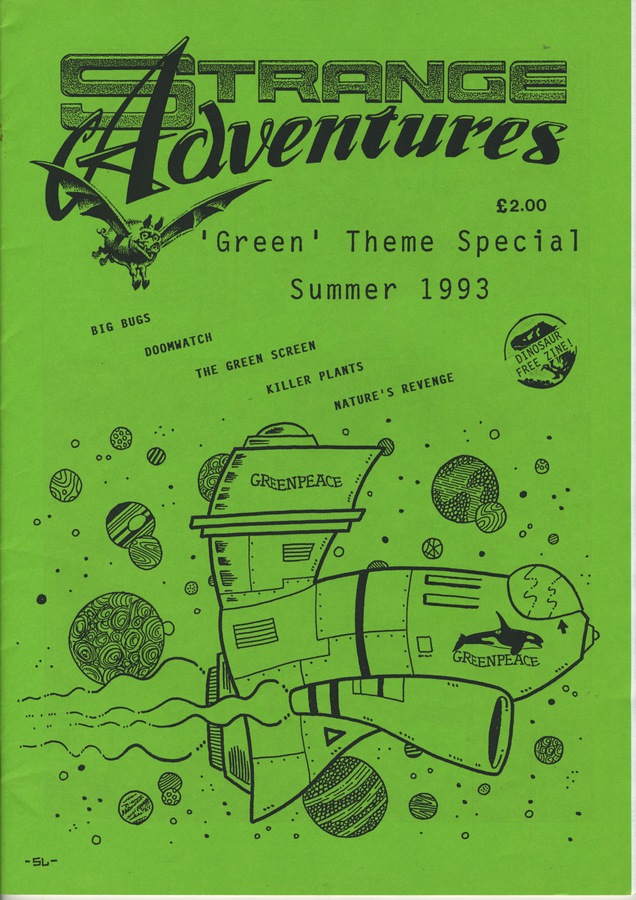 STRANGE
Adventures
£2.00
'Green' Theme Special
Summer 1993
BIG BUGS
DOOMWATCH
THE GREEN SCREEN
KILLER PLANTS
NATURE'S REVENGE
DINOSAUR
FREE ZINE!
GREENPEACE
GREENPEACE
-SL-